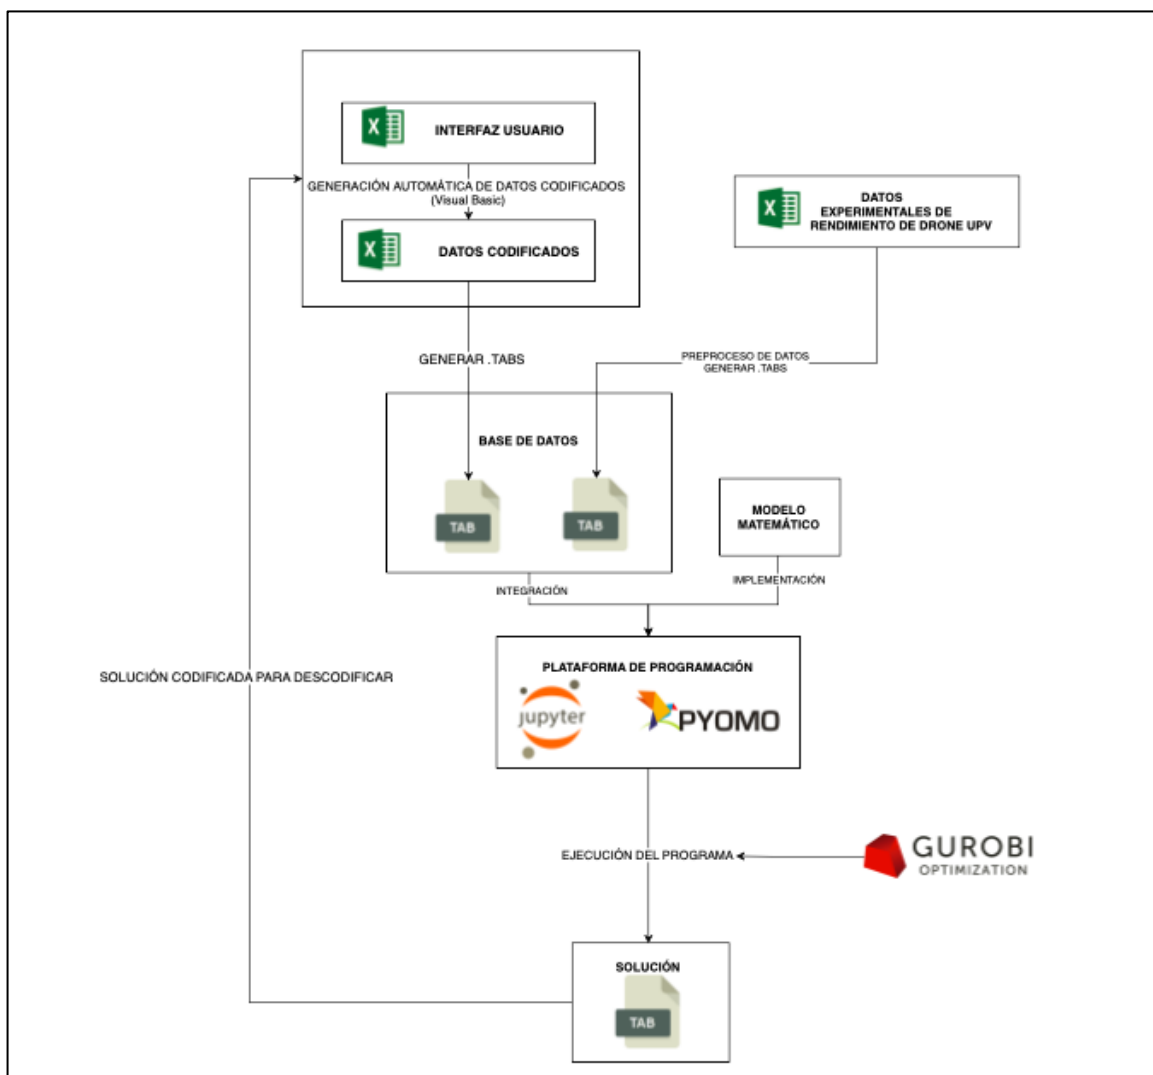 X
INTERFAZ USUARIO
GENERACIÓN AUTOMÁTICA DE DATOS CODIFICADOS
(Visual Basic)
X
DATOS CODIFICADOS
X
DATOS
EXPERIMENTALES DE
RENDIMIENTO DE DRONE UPV
GENERAR .TABS
PREPROCESO DE DATOS
GENERAR .TABS
BASE DE DATOS
TAB
TAB
MODELO
MATEMÁTICO
INTEGRACIÓN
IMPLEMENTACIÓN
PLATAFORMA DE PROGRAMACIÓN
jupyter
PYOMO
SOLUCIÓN CODIFICADA PARA DESCODIFICAR
EJECUCIÓN DEL PROGRAMA
GUROBI
OPTIMIZATION
SOLUCIÓN
TAB